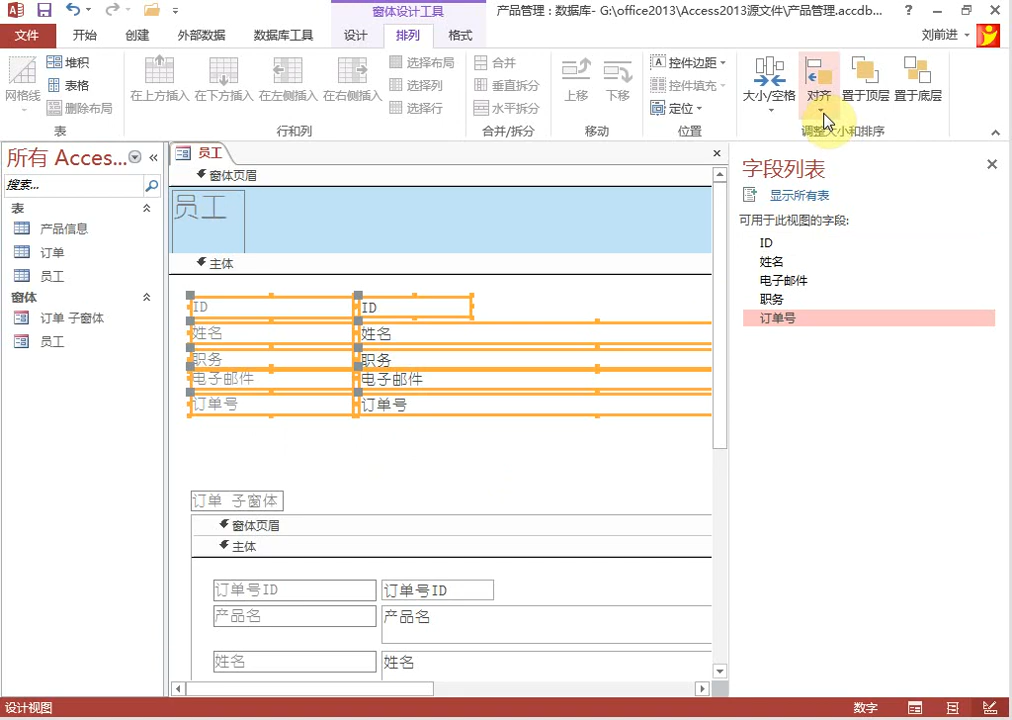 窗体设计工具
产品管理 : 数据库- G:\office2013\Access2013源文件\产品管理.accdb...
?
文件
开始
创建
外部数据
数据库工具
设计
排列
格式
刘前进
网格线
堆积
表格
删除布局
表
在上方插入
在下方插入
在左侧插入
在右侧插入
选择布局
选择列
选择行
行和列
合并
垂直拆分
水平拆分
合并/拆分
上移
下移
移动
控件边距
控件填充
定位
位置
大小/空格
对齐
置于顶层
置于底层
调整大小和排序
所有 Access...
搜索...
表
产品信息
订单
员工
窗体
订单 子窗体
员工
员工
窗体页眉
员工
主体
ID
ID
姓名
姓名
职务
职务
电子邮件
电子邮件
订单号
订单号
订单 子窗体
窗体页眉
主体
订单号ID
订单号ID
产品名
产品名
姓名
姓名
字段列表
显示所有表
可用于此视图的字段:
ID
姓名
电子邮件
职务
订单号
设计视图
数字